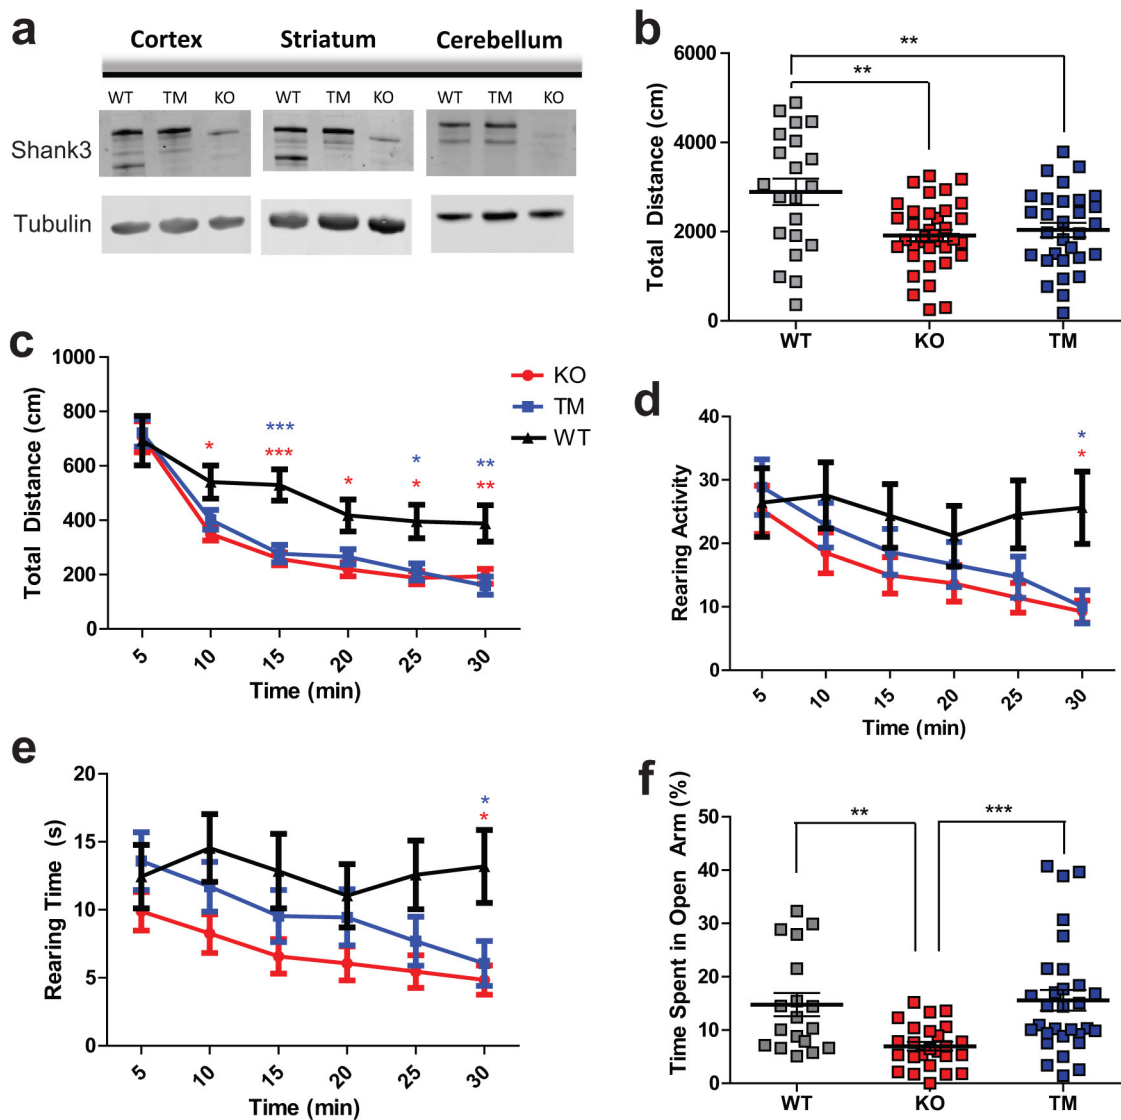 a
Cortex Striatum Cerebellum
WT TM KO WT TM KO WT TM KO
Shank3
Tubulin
b
Total Distance (cm)
6000
4000
2000
0
** 
**
WT KO TM
c
Total Distance (cm)
1000
800
600
400
200
0
* *** *** * * * ** **
KO
TM
WT
5 10 15 20 25 30
Time (min)
d
Rearing Activity
40
30
20
10
0
*
*
5 10 15 20 25 30
Time (min)
e
Rearing Time (s)
20
15
10
5
0
*
*
5 10 15 20 25 30
Time (min)
f
Time Spent in Open Arm (%)
50
40
30
20
10
0
** ***
WT KO TM